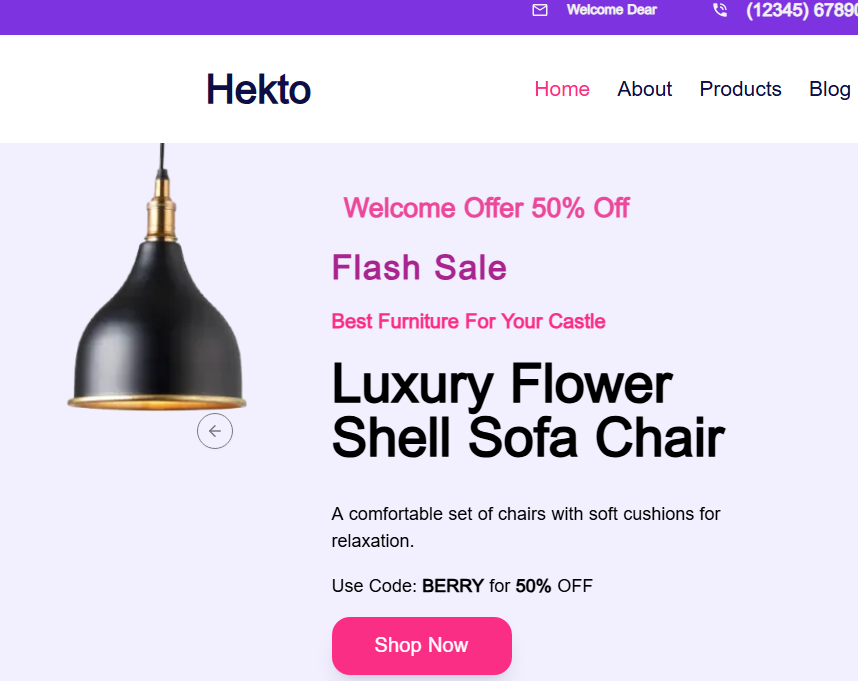 Welcome Dear
(12345) 67890
Hekto
Home About Products Blog
Welcome Offer 50% Off
Flash Sale
Best Furniture For Your Castle
Luxury Flower
Shell Sofa Chair
A comfortable set of chairs with soft cushions for
relaxation.
Use Code: BERRY for 50% OFF
Shop Now